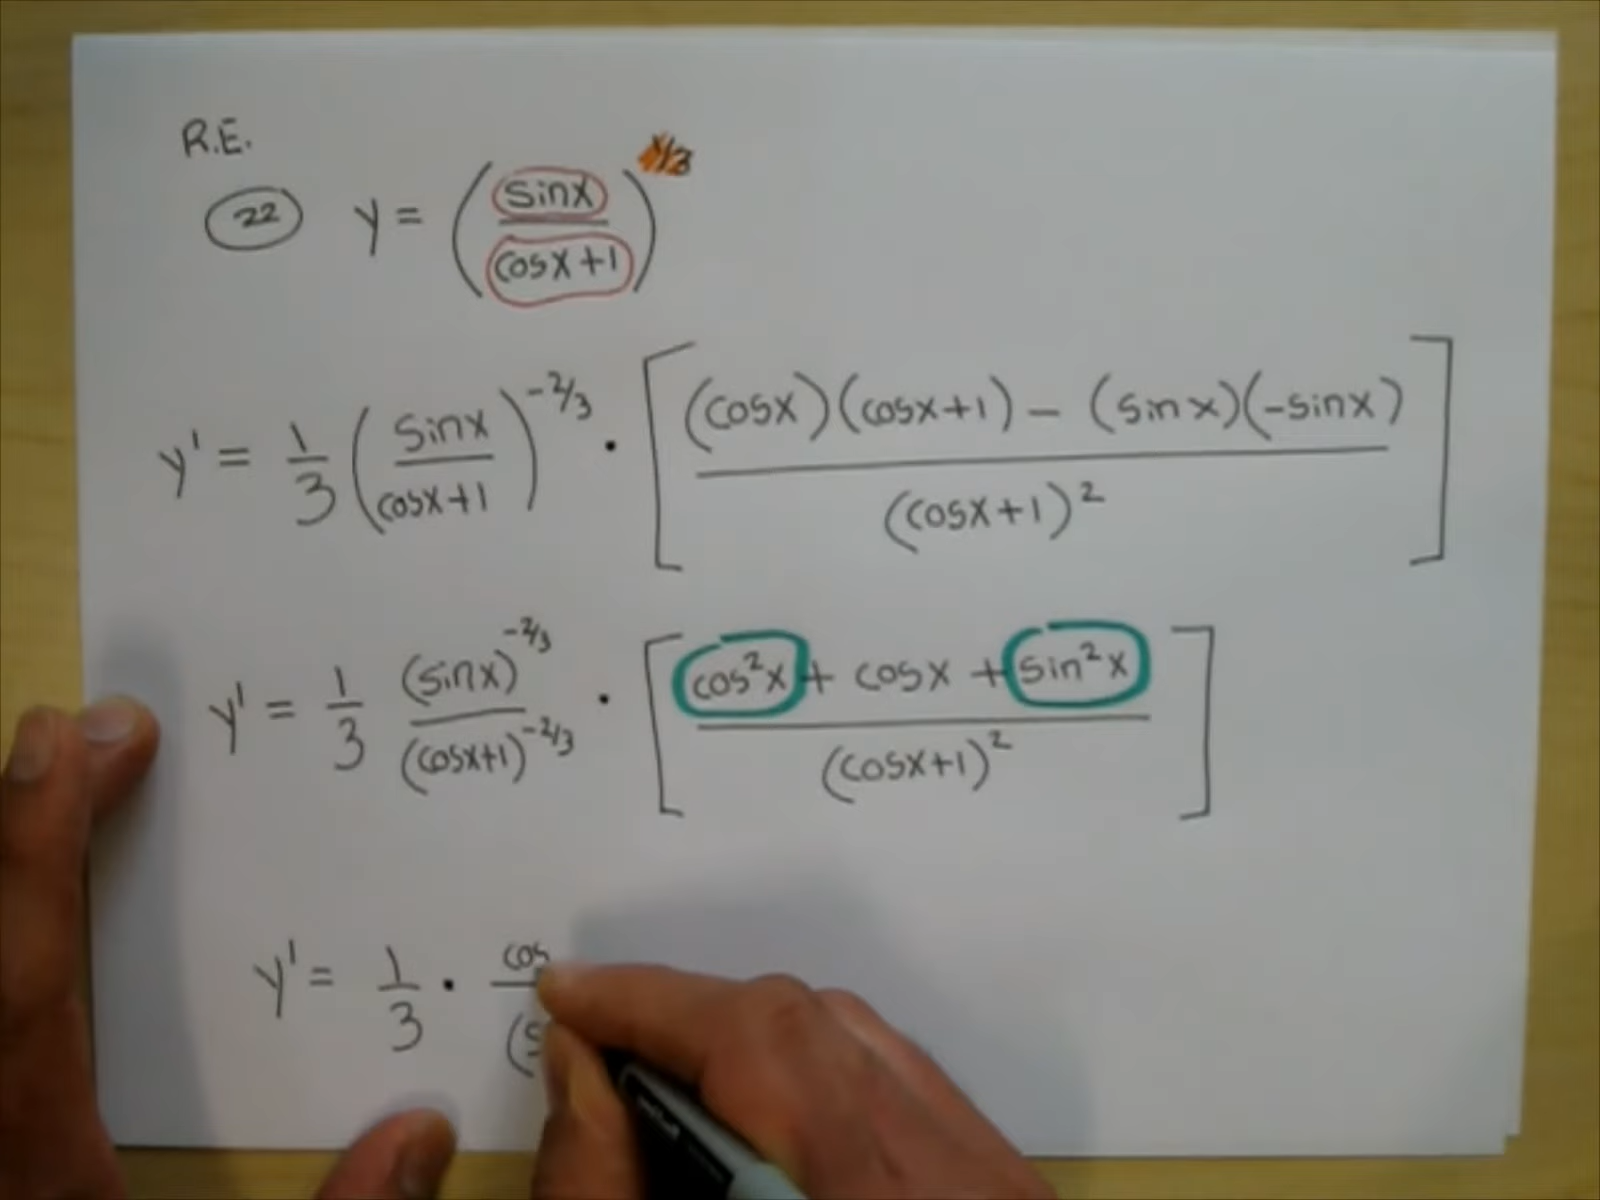 R.E.
22 y = (sinx / cosx+1)^1/3
y' = 1/3 (sinx / cosx+1)^-2/3 · [(cosx)(cosx+1) - (sinx)(-sinx) / (cosx+1)^2]
y' = 1/3 (sinx)^-2/3 / (cosx+1)^-2/3 · [cos^2x + cosx + sin^2x / (cosx+1)^2]
y' = 1/3 · cos / (s